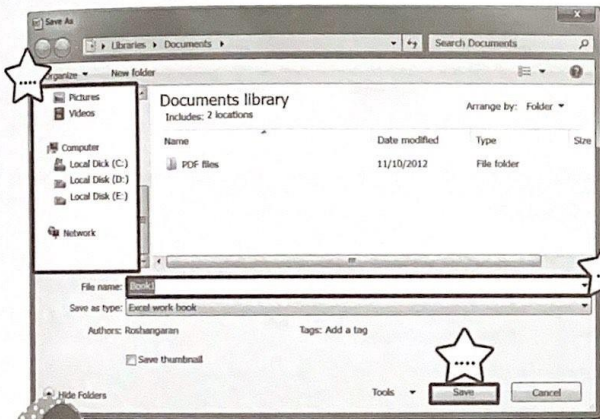 Save As
Libraries ▸ Documents ▸
Search Documents
Organize
New folder
Pictures
Videos
Computer
Local Dick (C:)
Local Disk (D:)
Local Disk (E:)
Network
Documents library
Includes: 2 locations
Arrange by: Folder
Name Date modified Type Size
PDF files 11/10/2012 File folder
File name: Book1
Save as type: Excel work book
Authors: Roshangaran Tags: Add a tag
Save thumbnail
Hide Folders
Tools
Save
Cancel
....
....